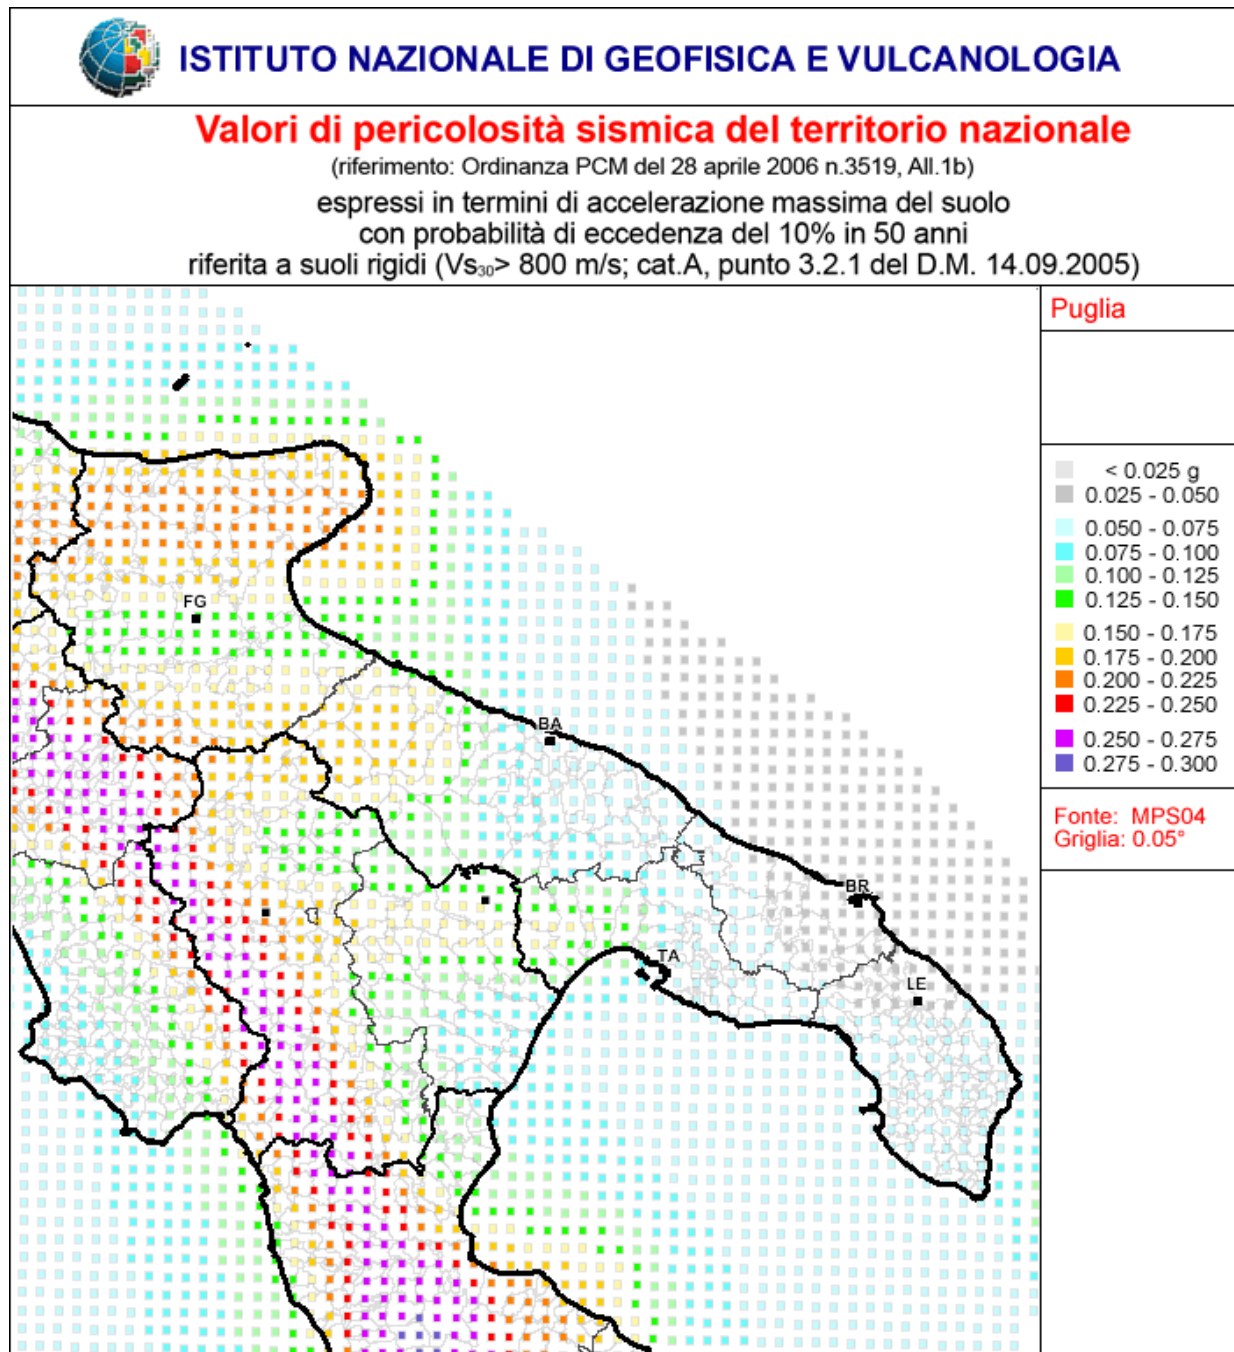 ISTITUTO NAZIONALE DI GEOFISICA E VULCANOLOGIA
Valori di pericolosità sismica del territorio nazionale
(riferimento: Ordinanza PCM del 28 aprile 2006 n.3519, All.1b)
espressi in termini di accelerazione massima del suolo
con probabilità di eccedenza del 10% in 50 anni
riferita a suoli rigidi (Vs30> 800 m/s; cat.A, punto 3.2.1 del D.M. 14.09.2005)
Puglia
< 0.025 g
0.025 - 0.050
0.050 - 0.075
0.075 - 0.100
0.100 - 0.125
0.125 - 0.150
0.150 - 0.175
0.175 - 0.200
0.200 - 0.225
0.225 - 0.250
0.250 - 0.275
0.275 - 0.300
Fonte: MPS04
Griglia: 0.05°
FG
BA
BR
TA
LE